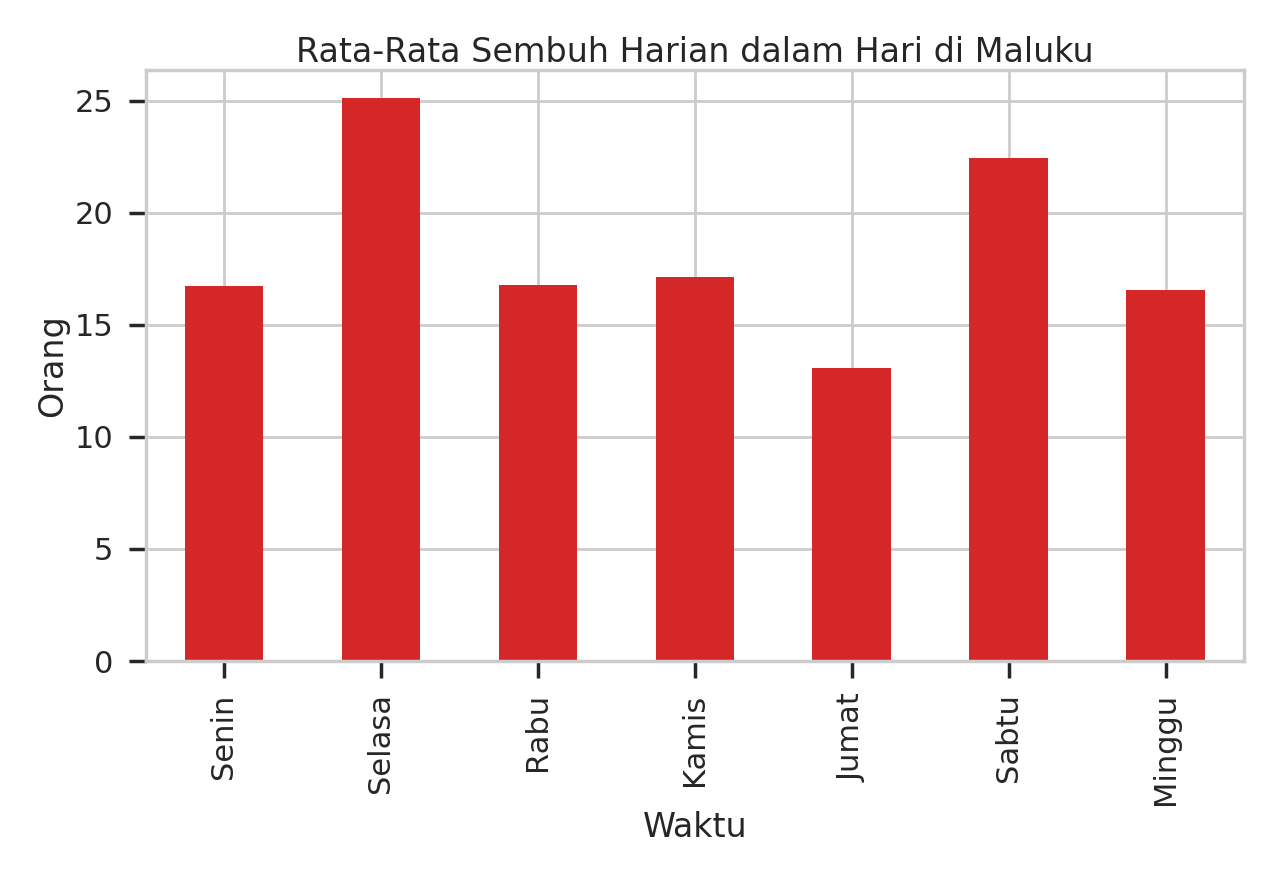 Rata-Rata Sembuh Harian dalam Hari di Maluku
25
20
15
10
5
0
Orang
Senin
Selasa
Rabu
Kamis
Jumat
Sabtu
Minggu
Waktu